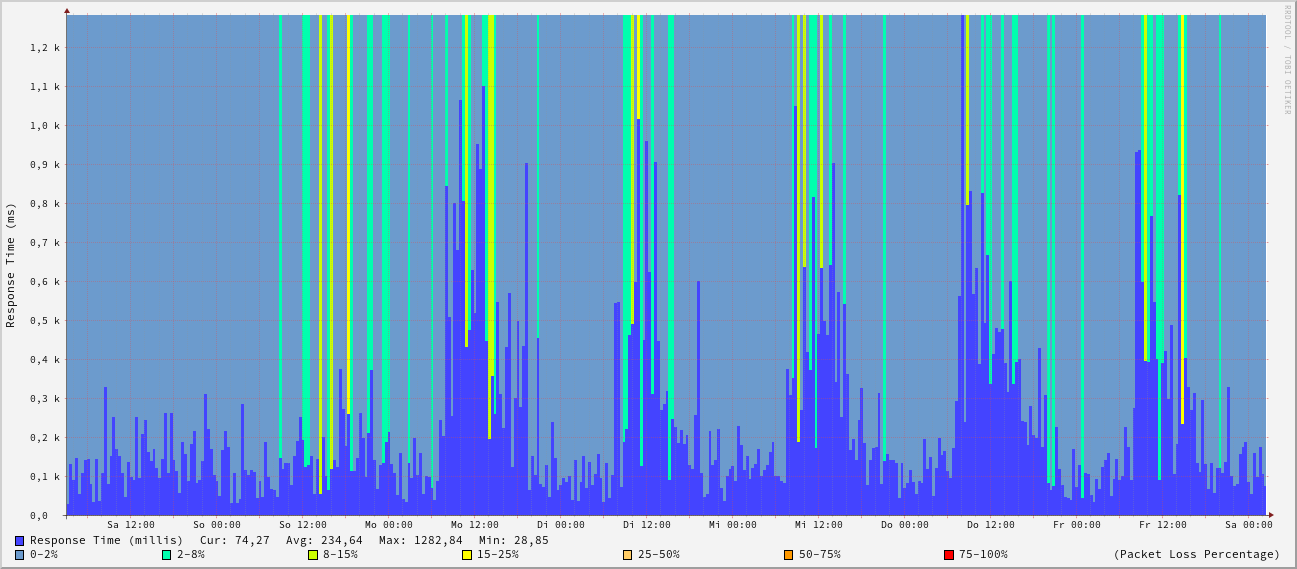 RRDTOOL / TOBI OETIKER
Response Time (ms)
1,2 k
1,1 k
1,0 k
0,9 k
0,8 k
0,7 k
0,6 k
0,5 k
0,4 k
0,3 k
0,2 k
0,1 k
0,0
Sa 12:00 So 00:00 So 12:00 Mo 00:00 Mo 12:00 Di 00:00 Di 12:00 Mi 00:00 Mi 12:00 Do 00:00 Do 12:00 Fr 00:00 Fr 12:00 Sa 00:00
Response Time (millis) Cur: 74,27 Avg: 234,64 Max: 1282,84 Min: 28,85
0-2% 2-8% 8-15% 15-25% 25-50% 50-75% 75-100% (Packet Loss Percentage)